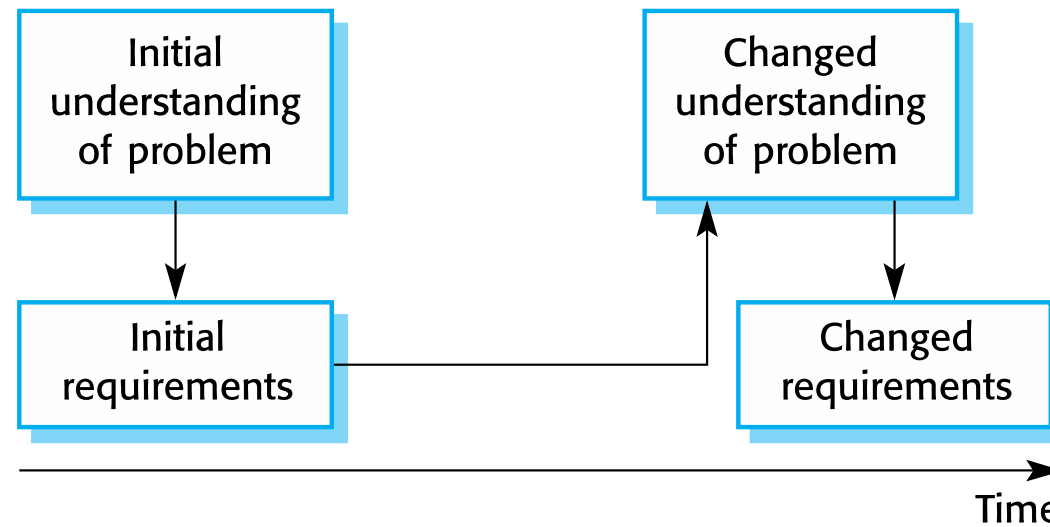 Initial
understanding
of problem
Changed
understanding
of problem
Initial
requirements
Changed
requirements
Time